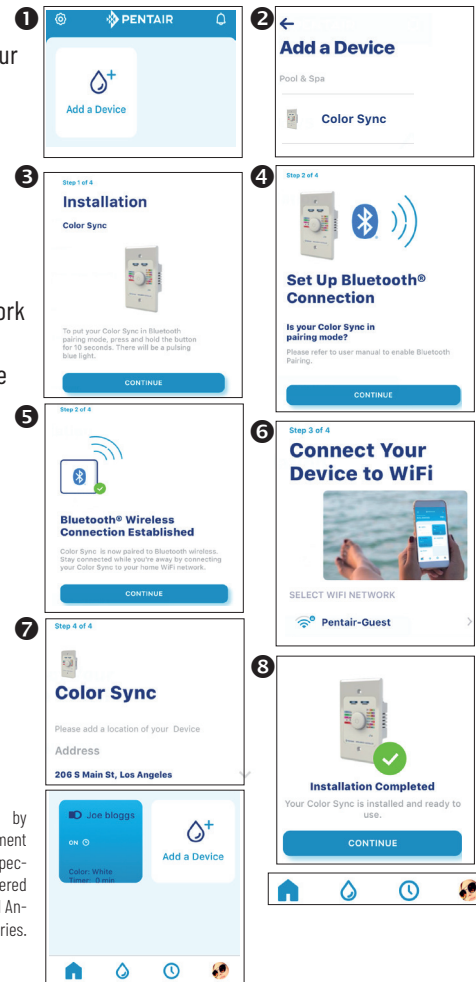 ur
ork
e
by
ment
pec-
ered
d An-
ries.
1
PENTAIR
Add a Device
2
Add a Device
Pool & Spa
Color Sync
3
Step 1 of 4
Installation
Color Sync
To put your Color Sync in Bluetooth
pairing mode, press and hold the button
for 10 seconds. There will be a pulsing
blue light.
CONTINUE
4
Step 2 of 4
Set Up Bluetooth®
Connection
Is your Color Sync in
pairing mode?
Please refer to user manual to enable Bluetooth
Pairing.
CONTINUE
5
Step 2 of 4
Bluetooth® Wireless
Connection Established
Color Sync is now paired to Bluetooth wireless.
Stay connected while you're away by connecting
your Color Sync to your home WiFi network.
CONTINUE
6
Step 3 of 4
Connect Your
Device to WiFi
SELECT WIFI NETWORK
Pentair-Guest
7
Step 4 of 4
Color Sync
Please add a location of your Device
Address
206 S Main St, Los Angeles
Joe bloggs
ON
Color: White
Timer: 0 min
Add a Device
8
Installation Completed
Your Color Sync is installed and ready to
use.
CONTINUE